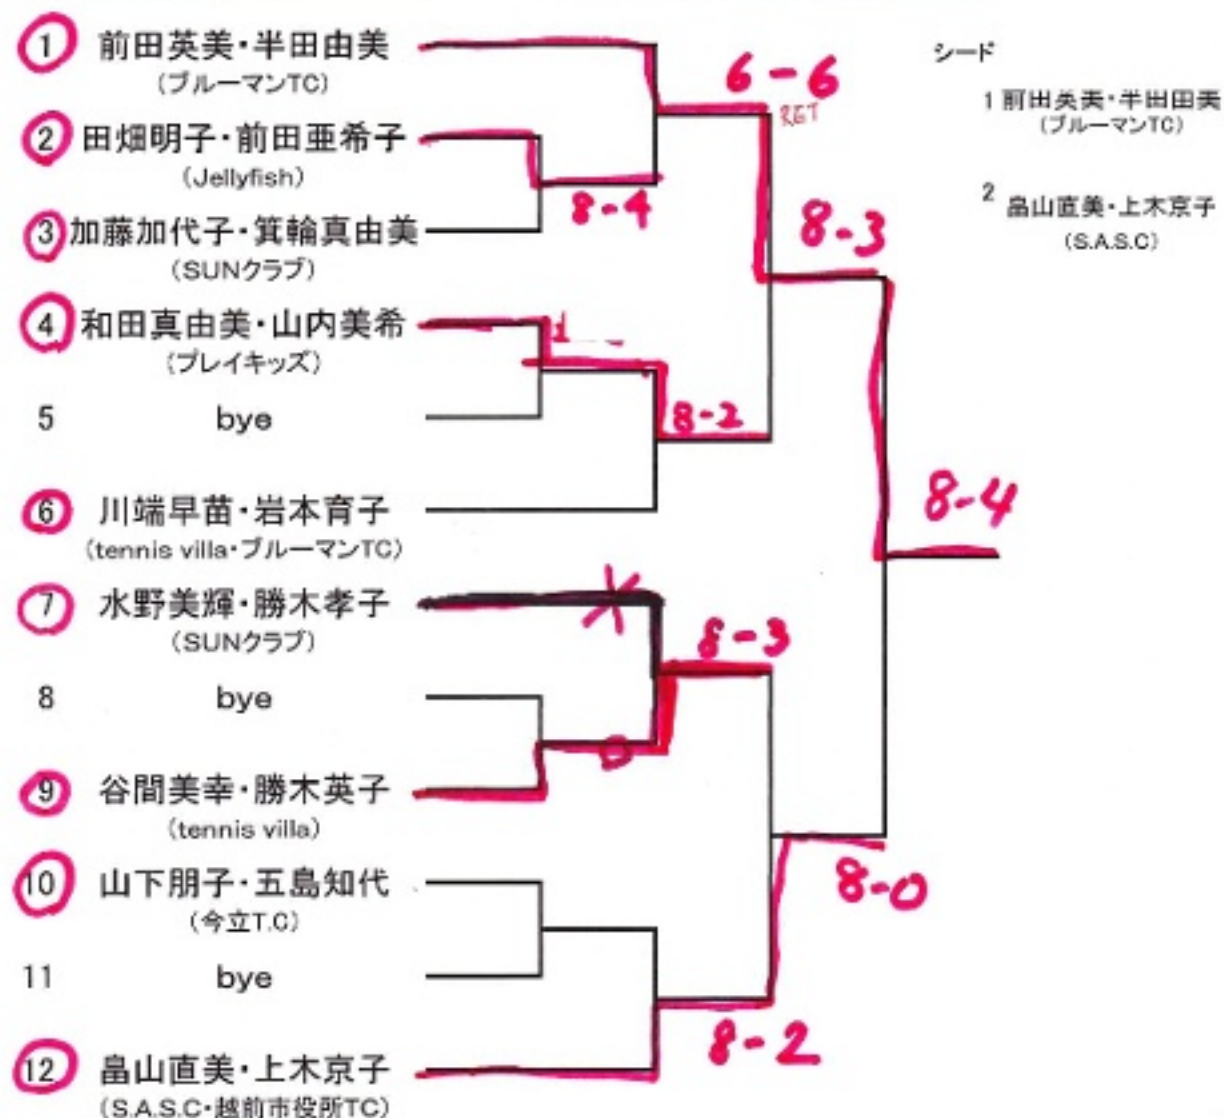 1 前田英美・半田由美
(ブルーマンTC)
6-6
RET
2 田畑明子・前田亜希子
(Jellyfish)
8-4
3 加藤加代子・箕輪真由美
(SUNクラブ)
8-3
4 和田真由美・山内美希
(プレイキッズ)
5 bye
8-2
6 川端早苗・岩本育子
(tennis villa・ブルーマンTC)
8-4
7 水野美輝・勝木孝子
(SUNクラブ)
8-3
8 bye
9 谷間美幸・勝木英子
(tennis villa)
10 山下朋子・五島知代
(今立T.C)
8-0
11 bye
8-2
12 畠山直美・上木京子
(S.A.S.C・越前市役所TC)
シード
1 前田英美・半田由美
(ブルーマンTC)
2 畠山直美・上木京子
(S.A.S.C)